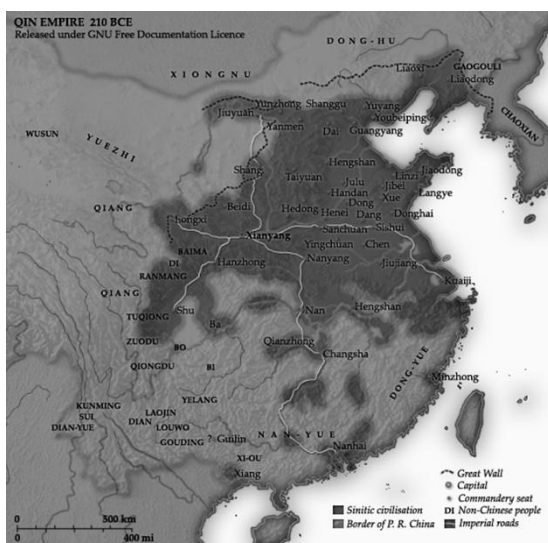 QIN EMPIRE 210 BCE
Released under GNU Free Documentation Licence
DONG-HU
XIONGNU
Liaoxi
GAOGOULI
Liaodong
Yunzhong
Shanggu
Yuyang
Jiuyuan
Youbeiping
CHAOXIAN
Yanmen
Dai
Guangyang
WUSUN
YUEZHI
Hengshan
Shang
Taiyuan
Linzi
Jiaodong
Julu
Jibei
Handan
QIANG
Xue
Langye
Dong
Beidi
Hedong
Henei
Dang
Donghai
Longxi
Sanchuan
Sishui
Xianyang
Yingchuan
Chen
BAIMA
DI
Hanzhong
Nanyang
Jiujiang
RANMANG
Kuaiji
QIANG
TUQIONG
Shu
Nan
Hengshan
Ba
ZUODU
BO
Qianzhong
QIONGDU
BI
Changsha
DONG-YUE
Minzhong
YELANG
KUNMING
SUI
LAOJIN
DIAN
DIAN-YUE
LOUWO
GOUDING
? Guilin
NAN-YUE
Nanhai
XI-OU
Xiang
Great Wall
Capital
Commandery seat
DI Non-Chinese people
Sinitic civilisation
Border of P. R. China
Imperial roads
0
300 km
0
400 mi